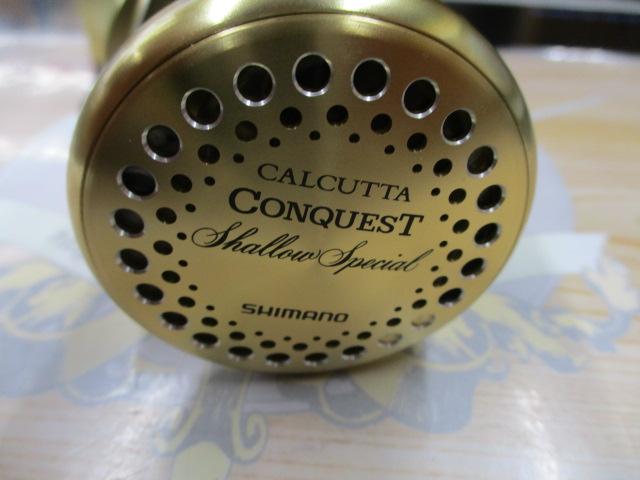 CALCUTTA
CONQUEST
Shallow Special
SHIMANO